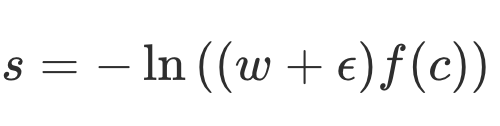 s = − ln ((w + ϵ)f(c))